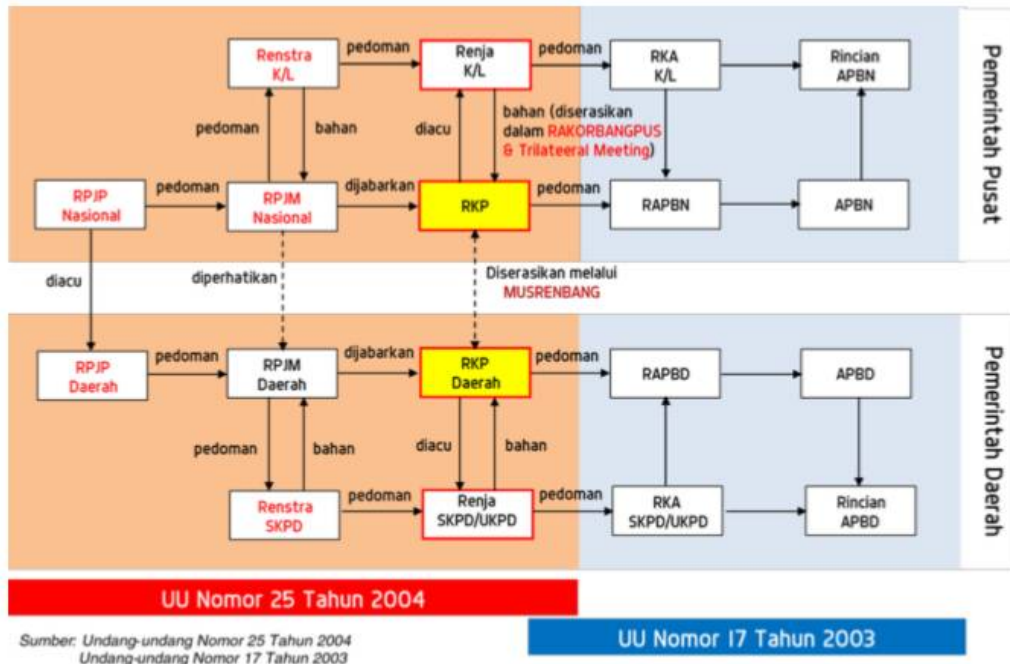 pedoman
pedoman
Renstra
K/L
Renja
K/L
RKA
K/L
Rincian
APBN
pedoman
bahan
diacu
bahan (diserasikan
dalam RAKORBANGPUS
& Trilateeral Meeting)
RPJP
Nasional
pedoman
RPJM
Nasional
dijabarkan
RKP
pedoman
RAPBN
APBN
Pemerintah Pusat
diacu
diperhatikan
Diserasikan melalui
MUSRENBANG
RPJP
Daerah
pedoman
RPJM
Daerah
dijabarkan
RKP
Daerah
pedoman
RAPBD
APBD
pedoman
bahan
diacu
bahan
Renstra
SKPD
pedoman
Renja
SKPD/UKPD
pedoman
RKA
SKPD/UKPD
Rincian
APBD
Pemerintah Daerah
UU Nomor 25 Tahun 2004
UU Nomor 17 Tahun 2003
Sumber: Undang-undang Nomor 25 Tahun 2004
Undang-undang Nomor 17 Tahun 2003